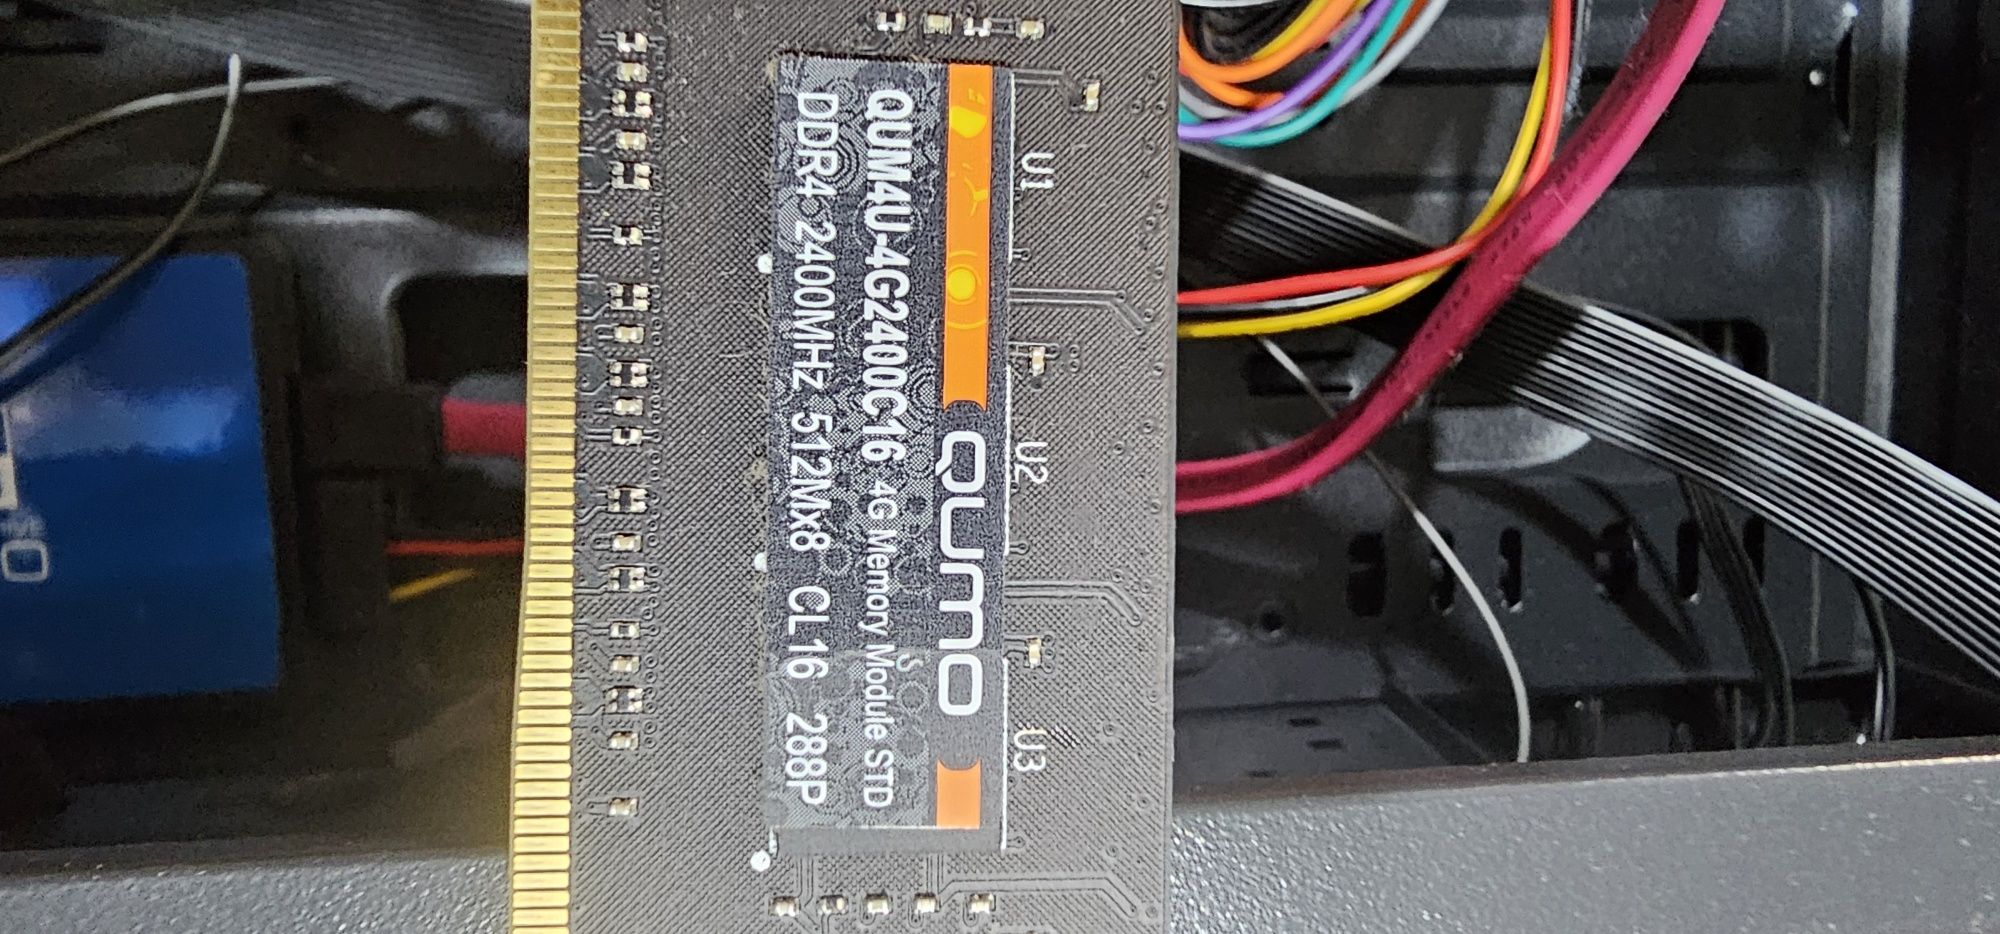 QUMO
QUM4U-4G2400C16 4G Memory Module STD
DDR4 2400MHz 512Mx8 CL16 288P
U1
U2
U3